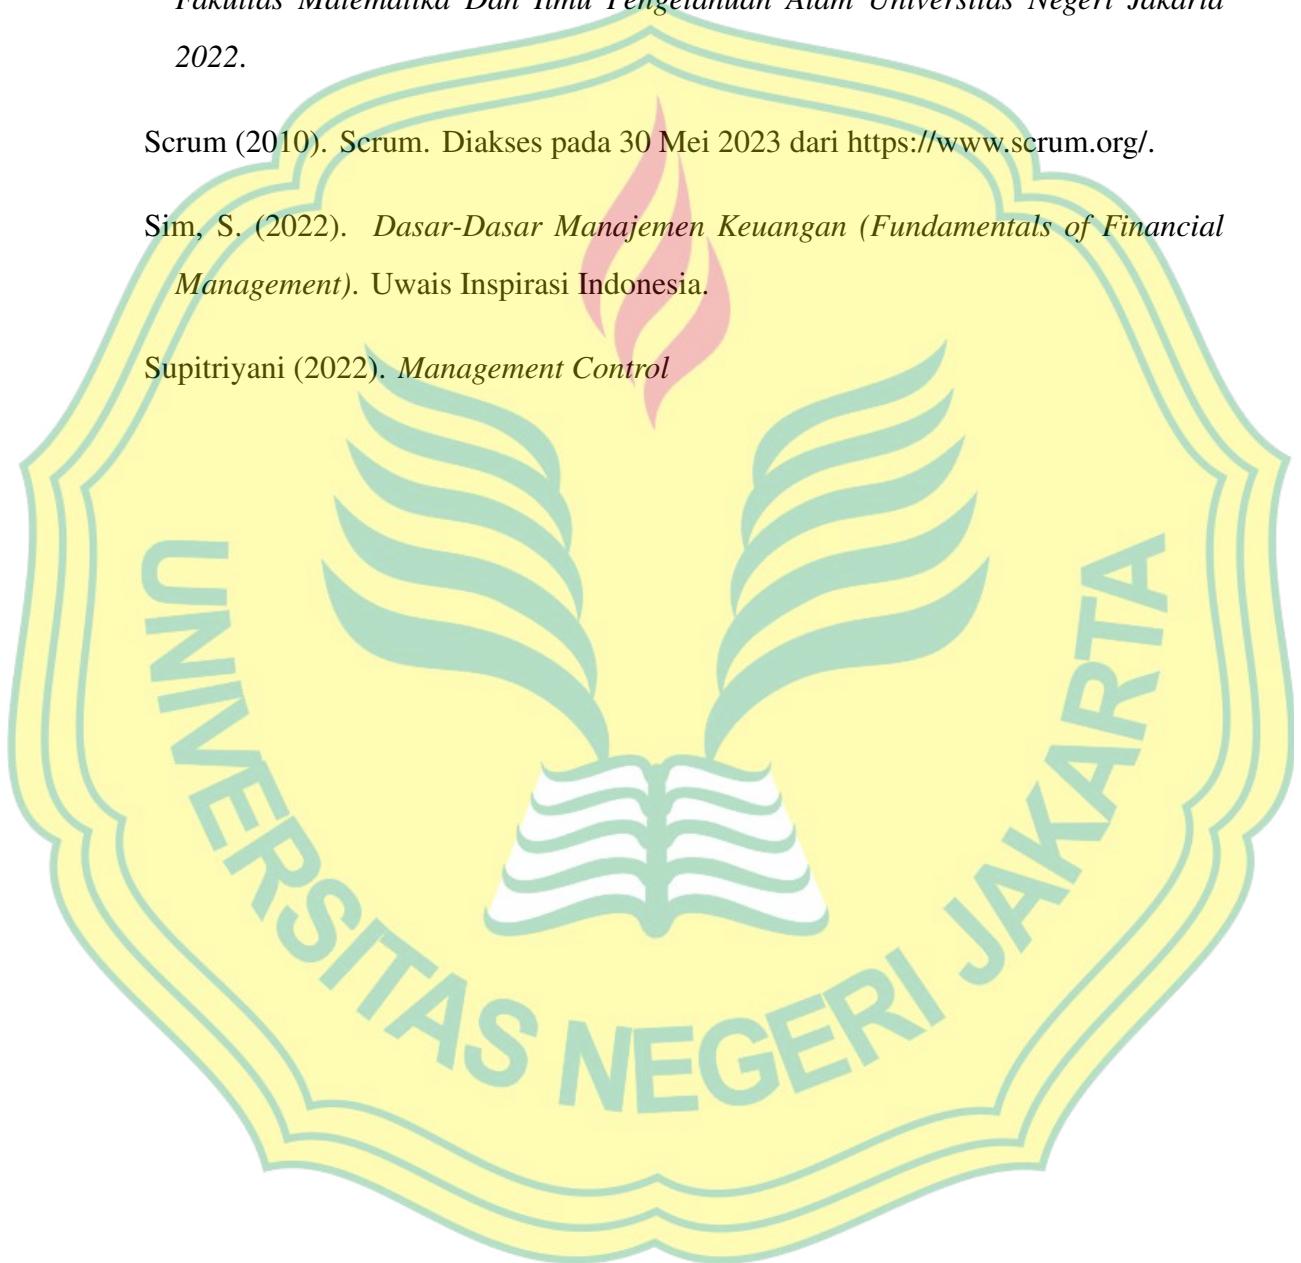 Fakultas Matematika Dan Ilmu Pengetahuan Alam Universitas Negeri Jakarta
2022.
Scrum (2010). Scrum. Diakses pada 30 Mei 2023 dari https://www.scrum.org/.
Sim, S. (2022). Dasar-Dasar Manajemen Keuangan (Fundamentals of Financial
Management). Uwais Inspirasi Indonesia.
Supitriyani (2022). Management Control
UNIVERSITAS NEGERI JAKARTA